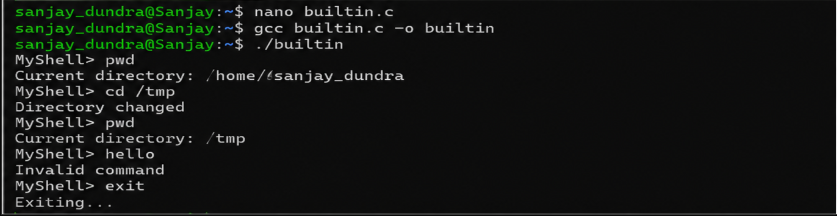 sanjay_dundra@Sanjay:~$ nano builtin.c
sanjay_dundra@Sanjay:~$ gcc builtin.c -o builtin
sanjay_dundra@Sanjay:~$ ./builtin
MyShell> pwd
Current directory: /home/sanjay_dundra
MyShell> cd /tmp
Directory changed
MyShell> pwd
Current directory: /tmp
MyShell> hello
Invalid command
MyShell> exit
Exiting...